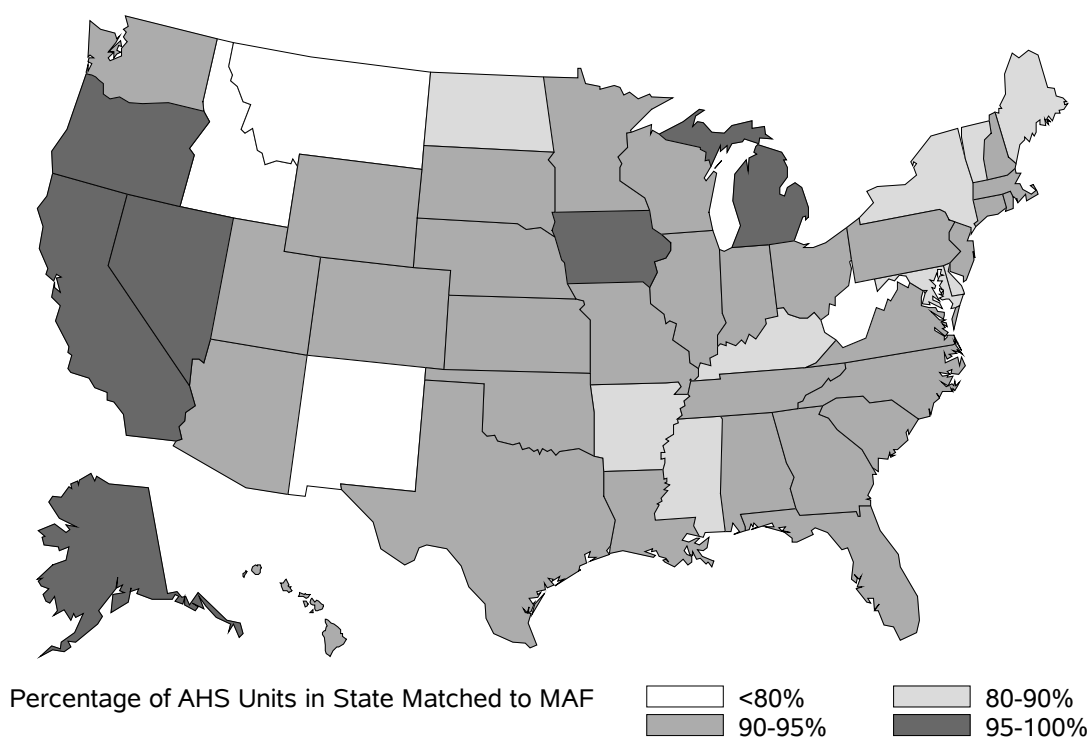 Percentage of AHS Units in State Matched to MAF
<80%
80-90%
90-95%
95-100%